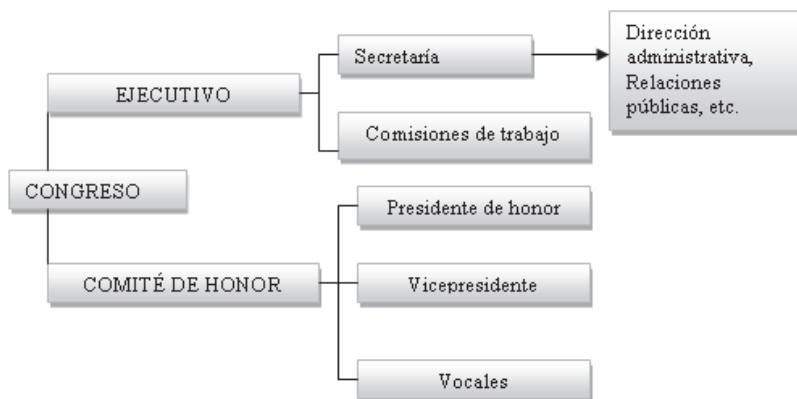 Secretaría
Dirección
administrativa,
Relaciones
públicas, etc.
EJECUTIVO
Comisiones de trabajo
CONGRESO
Presidente de honor
COMITÉ DE HONOR
Vicepresidente
Vocales